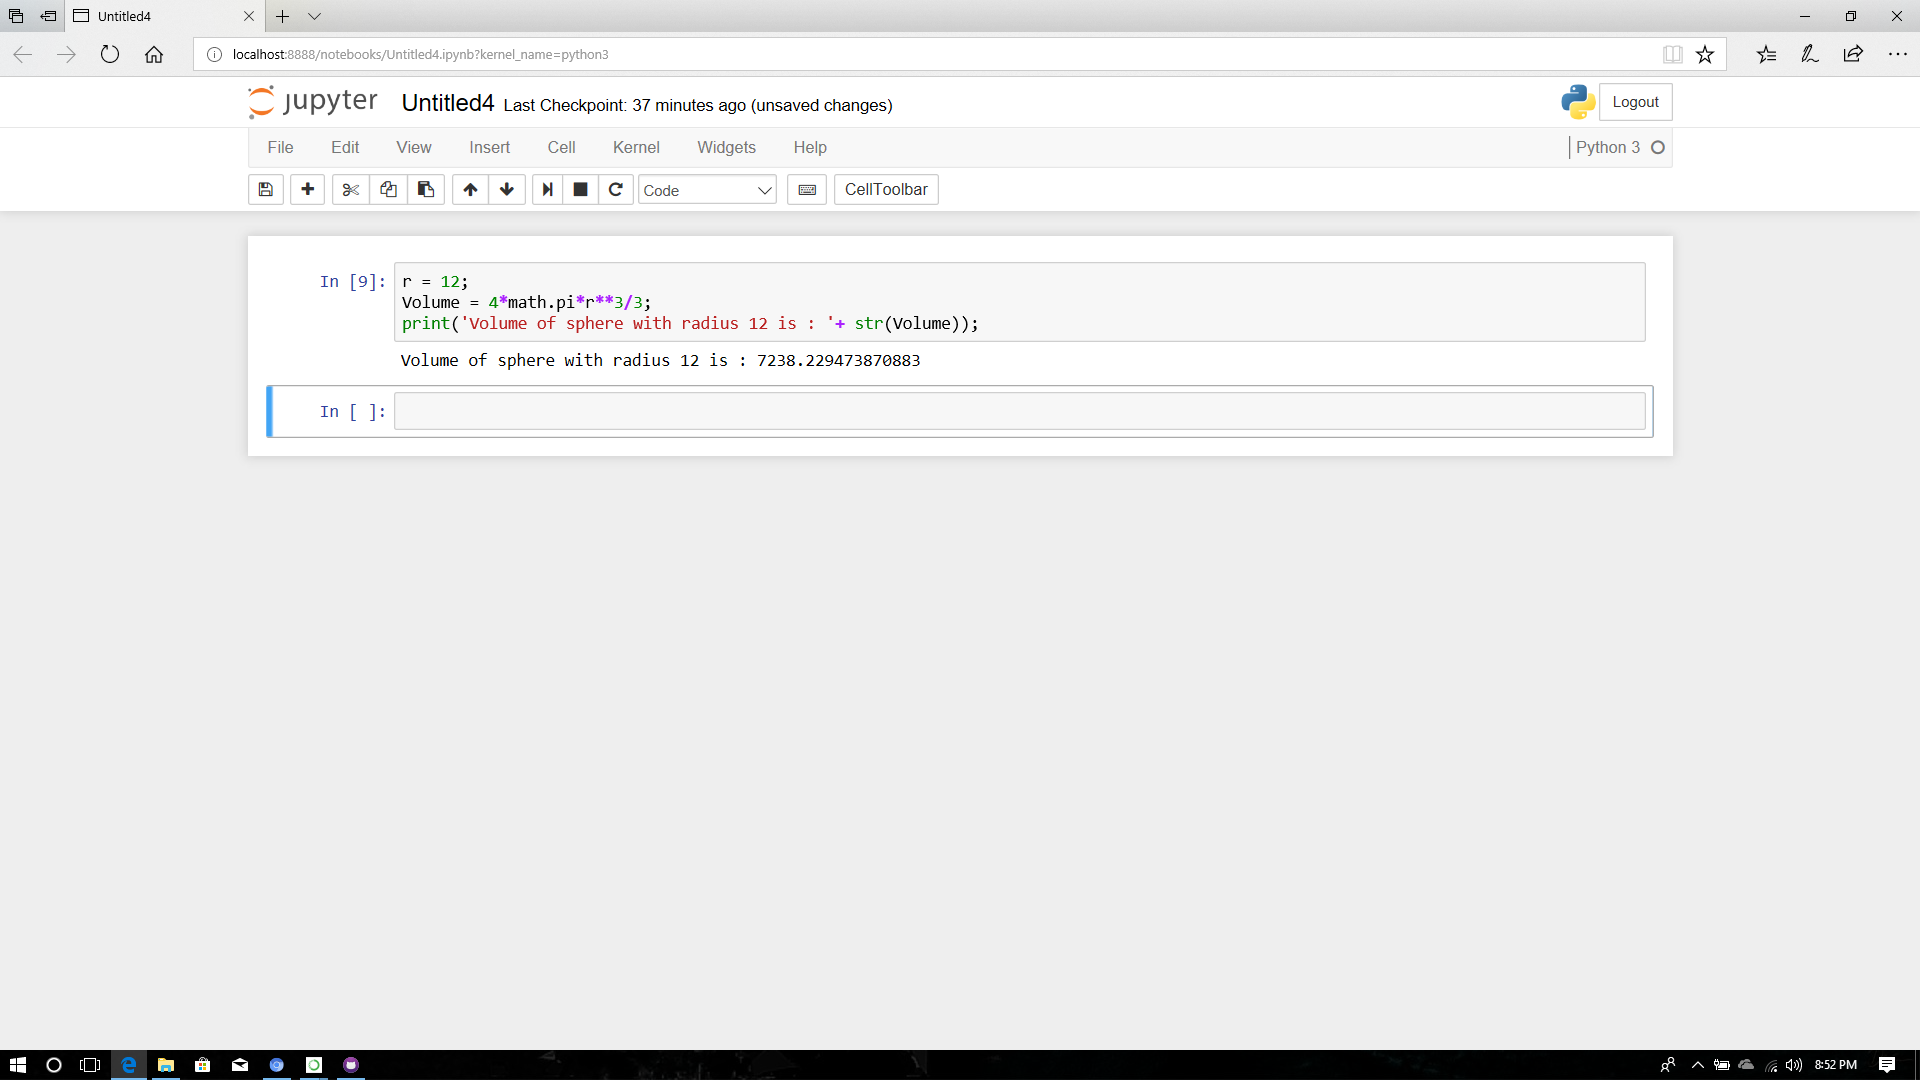 Untitled4
localhost:8888/notebooks/Untitled4.ipynb?kernel_name=python3
jupyter Untitled4 Last Checkpoint: 37 minutes ago (unsaved changes) Logout
File Edit View Insert Cell Kernel Widgets Help Python 3
Code CellToolbar
In [9]: r = 12;
Volume = 4*math.pi*r**3/3;
print('Volume of sphere with radius 12 is : '+ str(Volume));
Volume of sphere with radius 12 is : 7238.229473870883
In [ ]:
8:52 PM